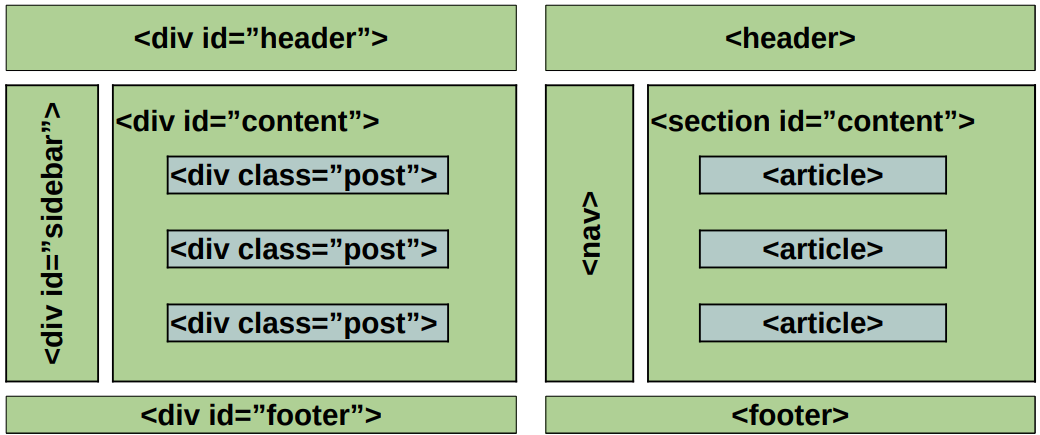 <div id=”header”>
<div id=”sidebar”>
<div id=”content”>
<div class=”post”>
<div class=”post”>
<div class=”post”>
<div id=”footer”>
<header>
<nav>
<section id=”content”>
<article>
<article>
<article>
<footer>